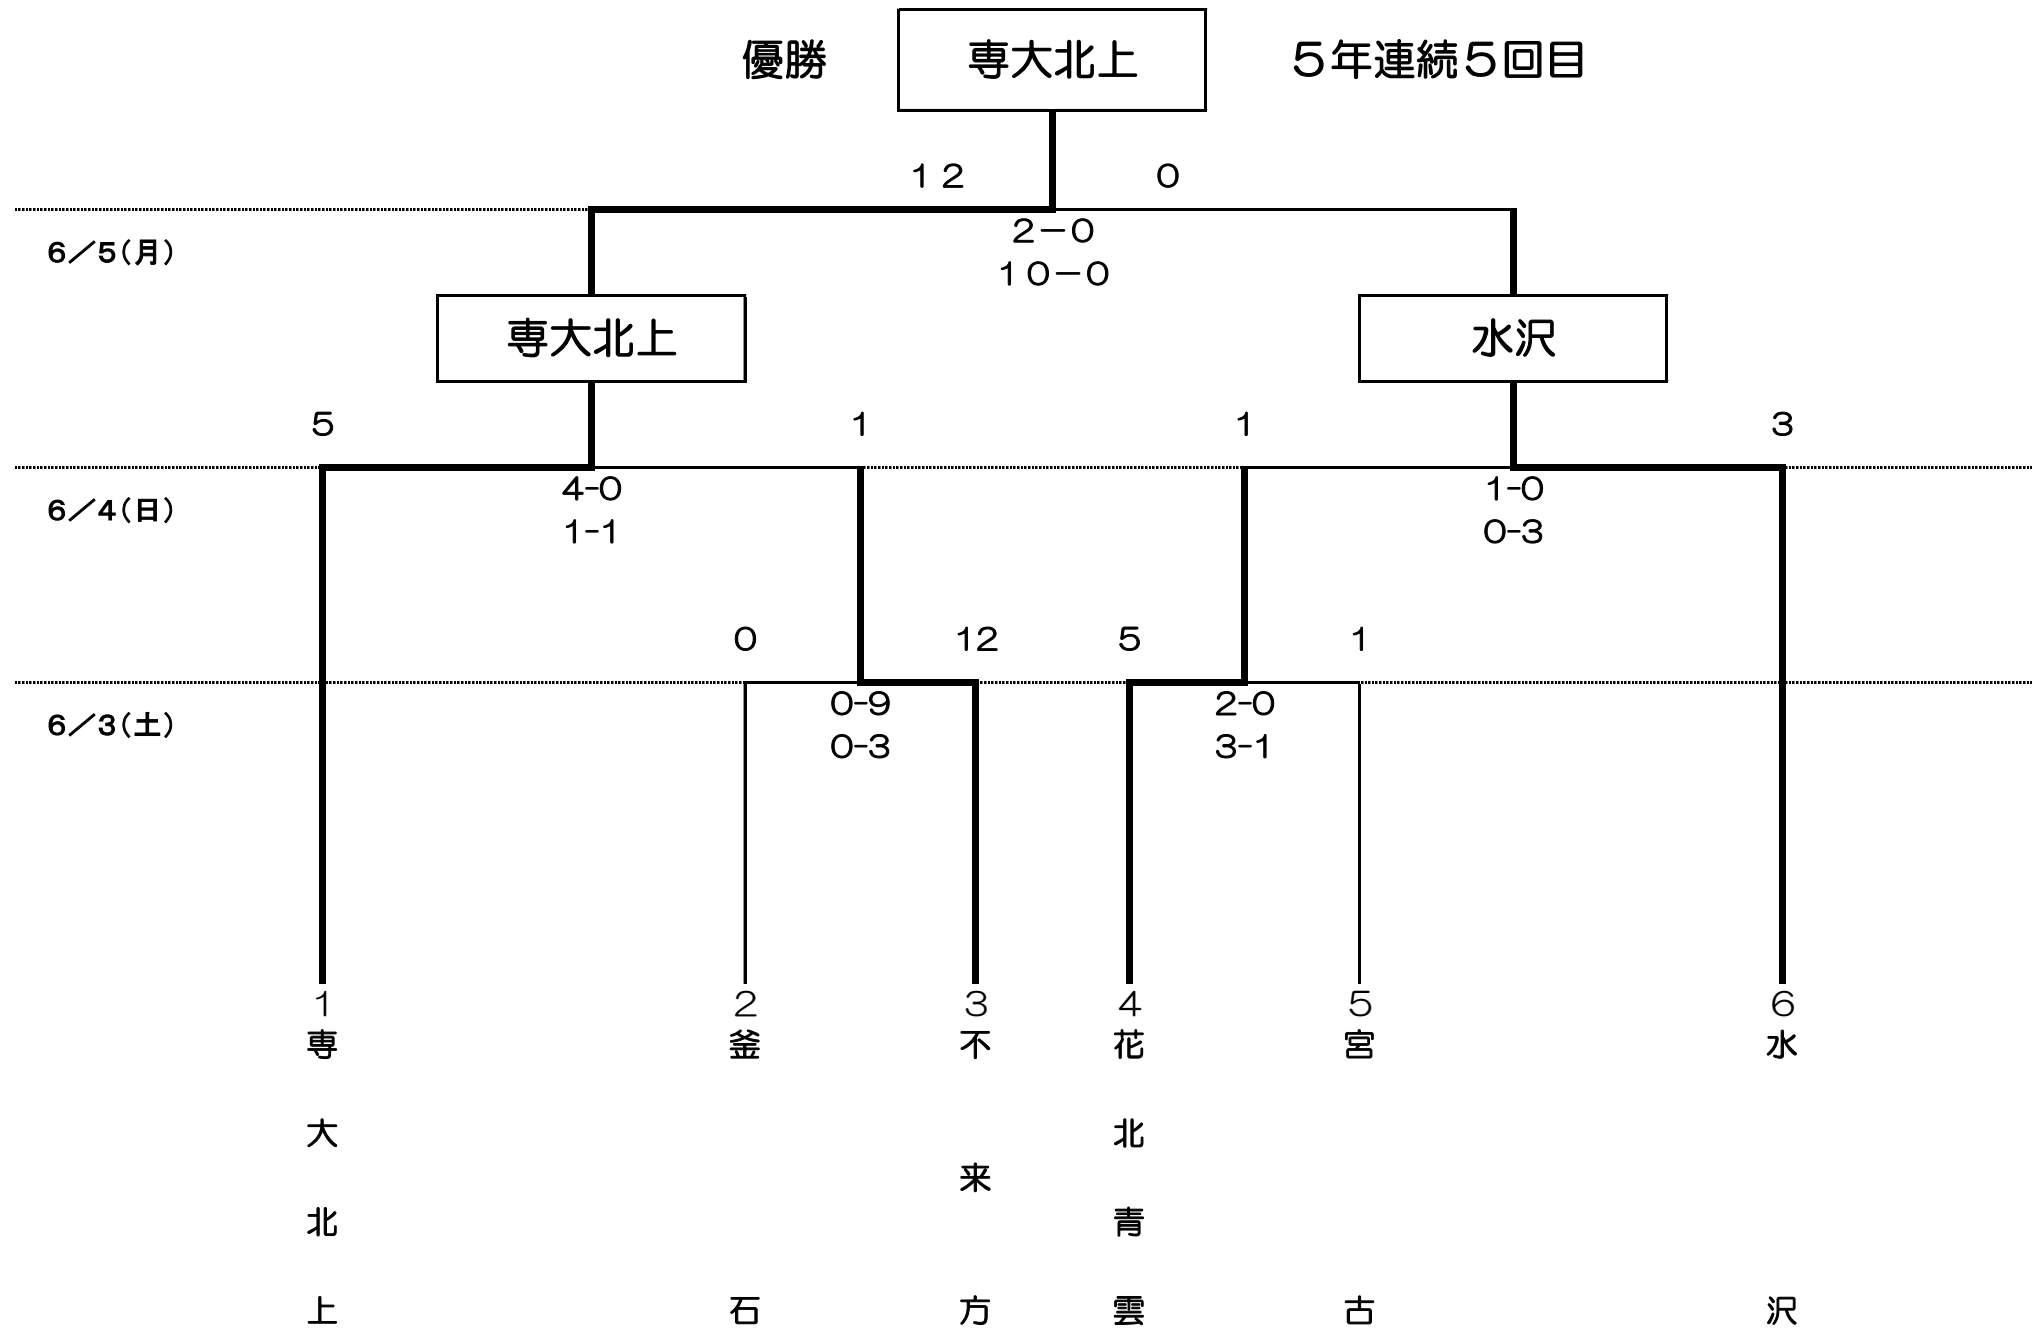 優勝 専大北上 5年連続5回目
12 0
2-0
6/5(月)
10-0
専大北上 水沢
5 1 1 3
4-0 1-0
6/4(日)
1-1 0-3
0 12 5 1
0-9 2-0
6/3(土)
0-3 3-1
1 2 3 4 5 6
専大北上
釜石
不来方
花北青雲
宮古
水沢